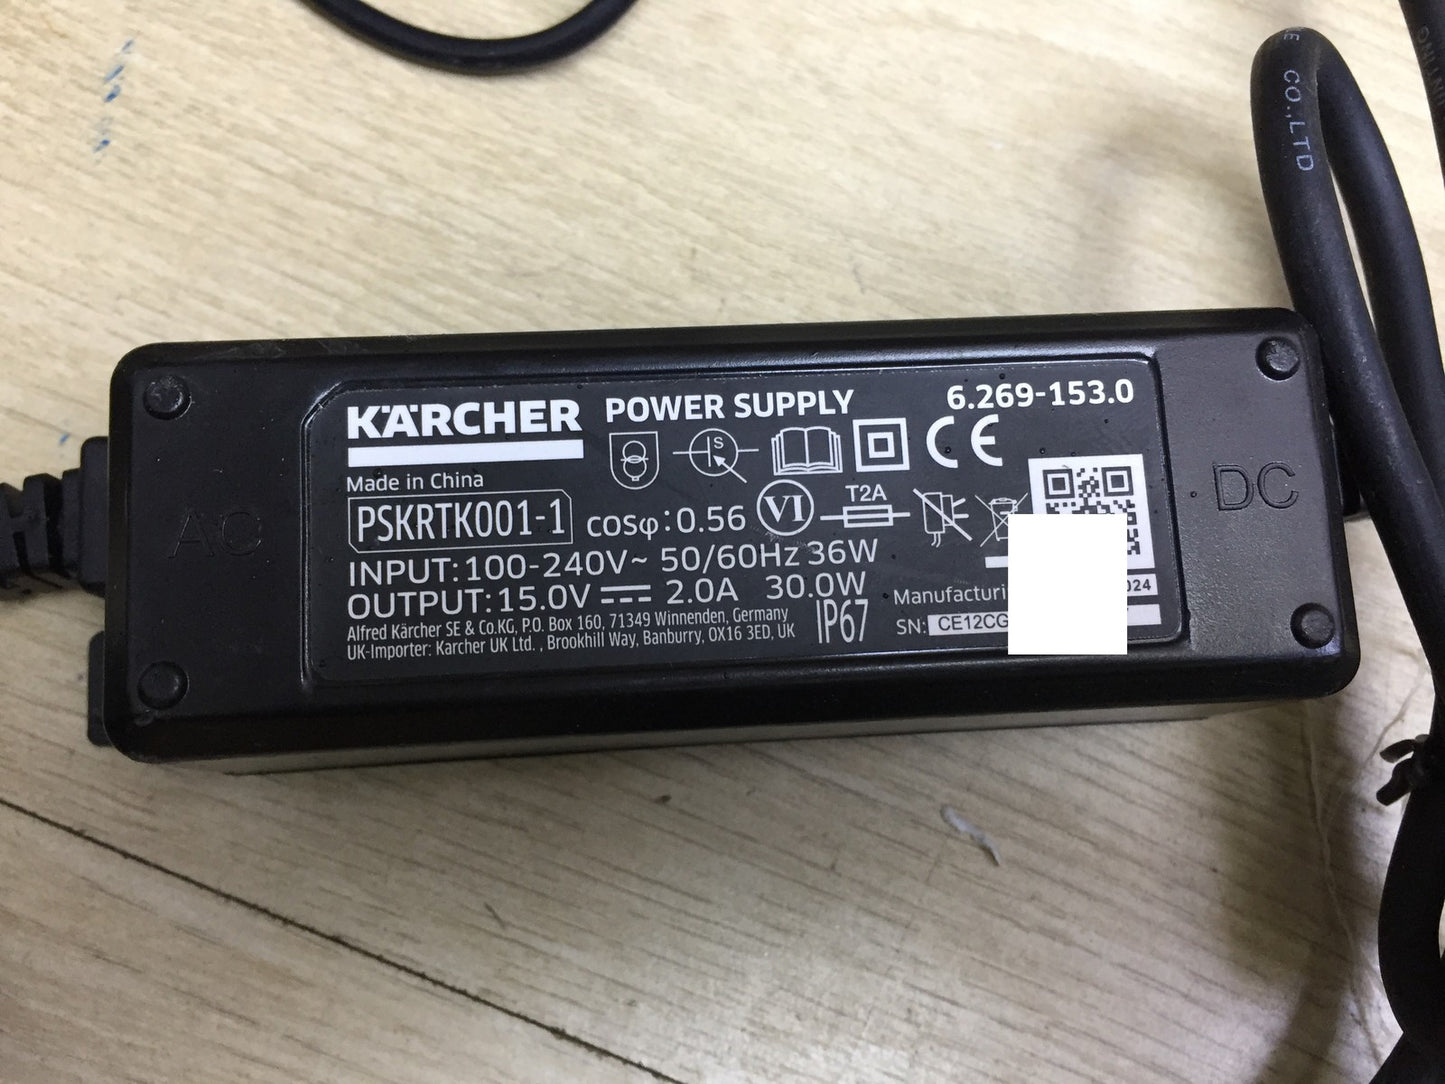 KÄRCHER POWER SUPPLY 6.269-153.0
S
CE
Made in China
PSKRTK001-1 cosφ:0.56 VI T2A
INPUT:100-240V~ 50/60Hz 36W
OUTPUT:15.0V ⎓ 2.0A 30.0W
Alfred Kärcher SE & Co.KG, P.O. Box 160, 71349 Winnenden, Germany
UK-Importer: Karcher UK Ltd. , Brookhill Way, Banburry, OX16 3ED, UK
IP67
Manufacturi 024
SN: CE12CG
AC
DC
CO.,LTD